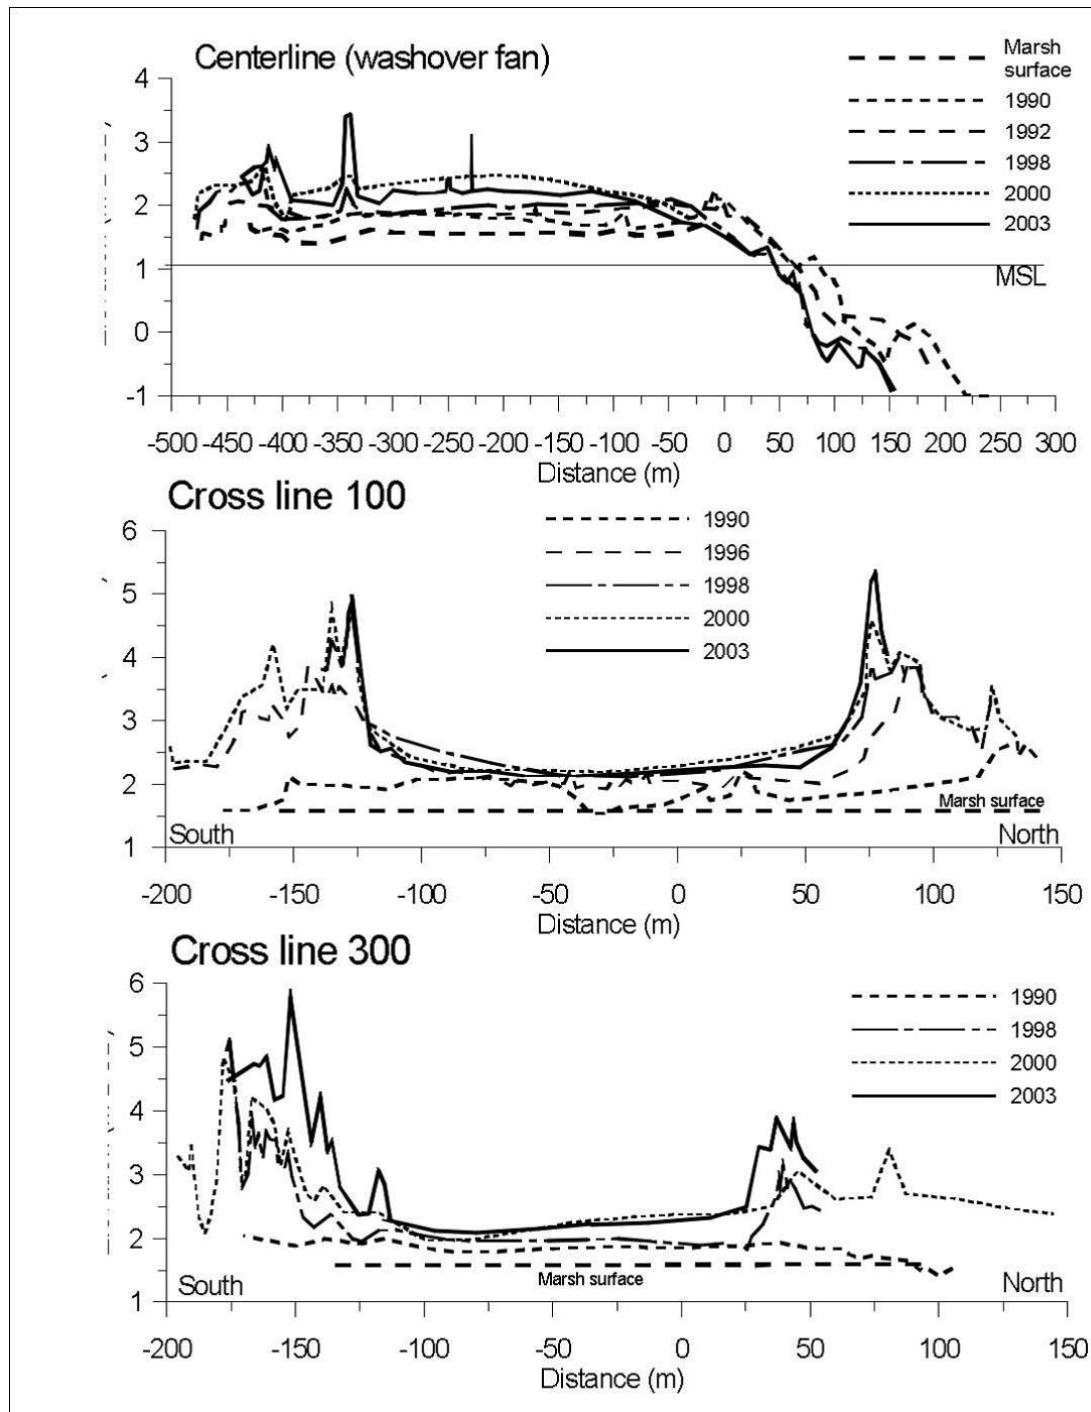 Centerline (washover fan)
Marsh
surface
1990
1992
1998
2000
2003
4
3
2
1
0
-1
MSL
-500 -450 -400 -350 -300 -250 -200 -150 -100 -50 0 50 100 150 200 250 300
Distance (m)
Cross line 100
1990
1996
1998
2000
2003
6
5
4
3
2
1
Marsh surface
South North
-200 -150 -100 -50 0 50 100 150
Distance (m)
Cross line 300
1990
1998
2000
2003
6
5
4
3
2
1
Marsh surface
South North
-200 -150 -100 -50 0 50 100 145
Distance (m)